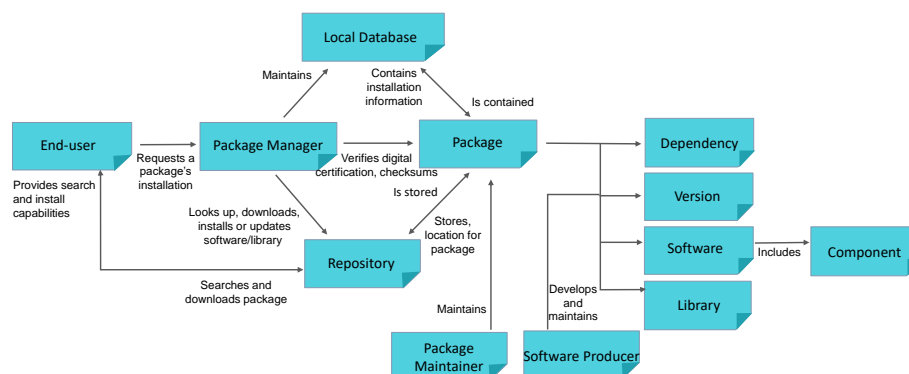 Local Database
Maintains
Contains
installation
information
Is contained
End-user
Requests a
package's
installation
Package Manager
Verifies digital
certification, checksums
Package
Dependency
Version
Software
Includes
Component
Library
Provides search
and install
capabilities
Looks up, downloads,
installs or updates
software/library
Is stored
Stores,
location for
package
Repository
Searches and
downloads package
Maintains
Develops and
maintains
Package
Maintainer
Software Producer